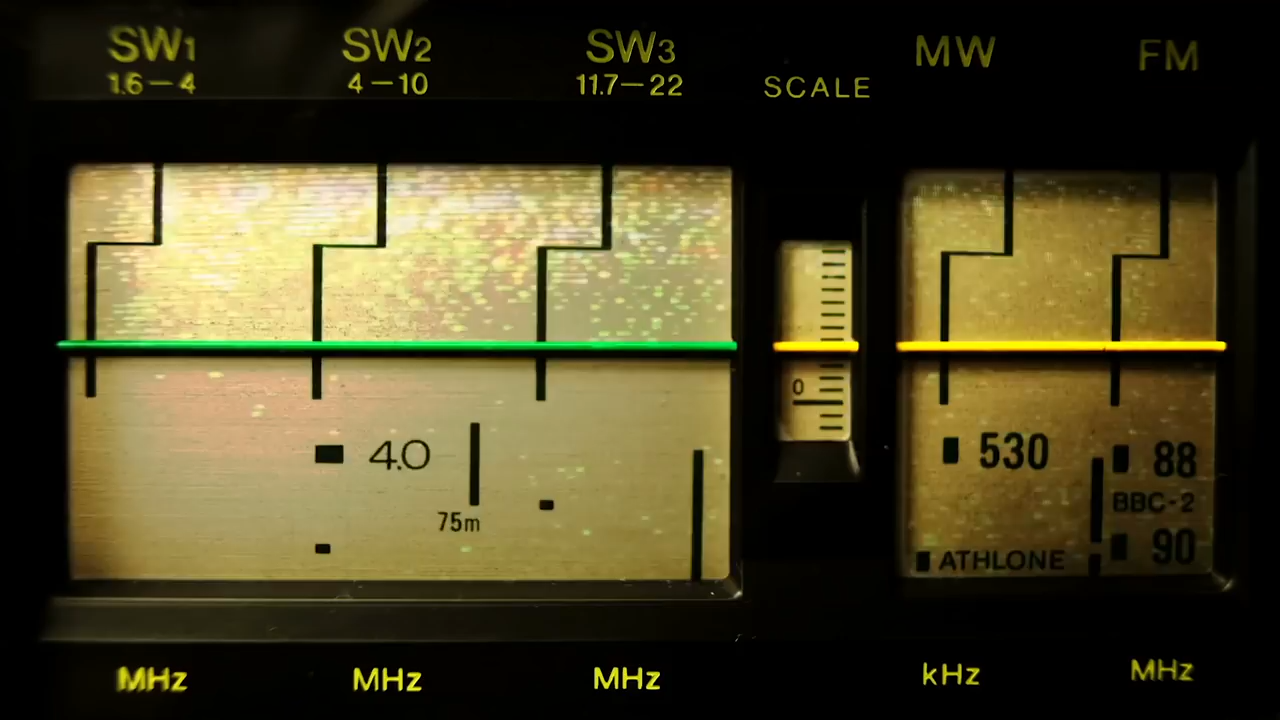 SW1 SW2 SW3 MW FM
1.6–4 4–10 11.7–22 SCALE
0
4.0 530 88
75m BBC-2
ATHLONE 90
MHz MHz MHz kHz MHz